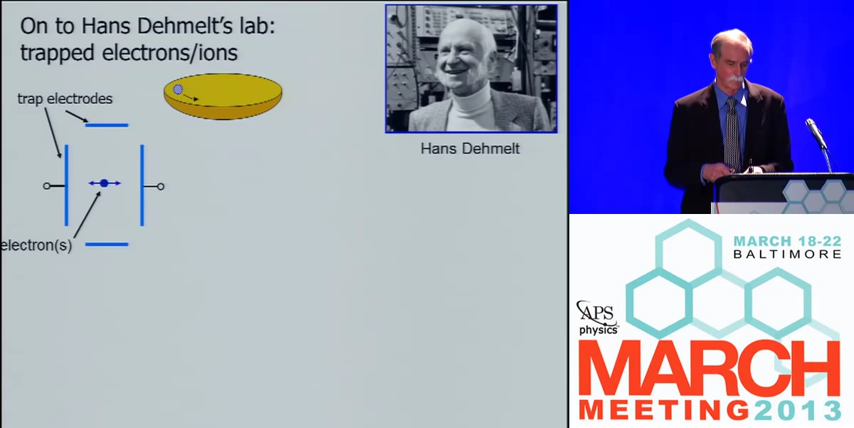 On to Hans Dehmelt's lab:
trapped electrons/ions
trap electrodes
electron(s)
Hans Dehmelt
MARCH 18-22
BALTIMORE
APS
physics
MARCH
MEETING 2013